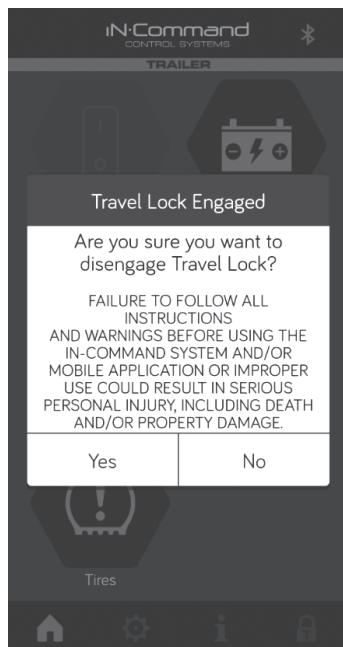 iN·Command
CONTROL SYSTEMS
TRAILER
Travel Lock Engaged
Are you sure you want to
disengage Travel Lock?
FAILURE TO FOLLOW ALL
INSTRUCTIONS
AND WARNINGS BEFORE USING THE
IN-COMMAND SYSTEM AND/OR
MOBILE APPLICATION OR IMPROPER
USE COULD RESULT IN SERIOUS
PERSONAL INJURY, INCLUDING DEATH
AND/OR PROPERTY DAMAGE.
Yes No
Tires